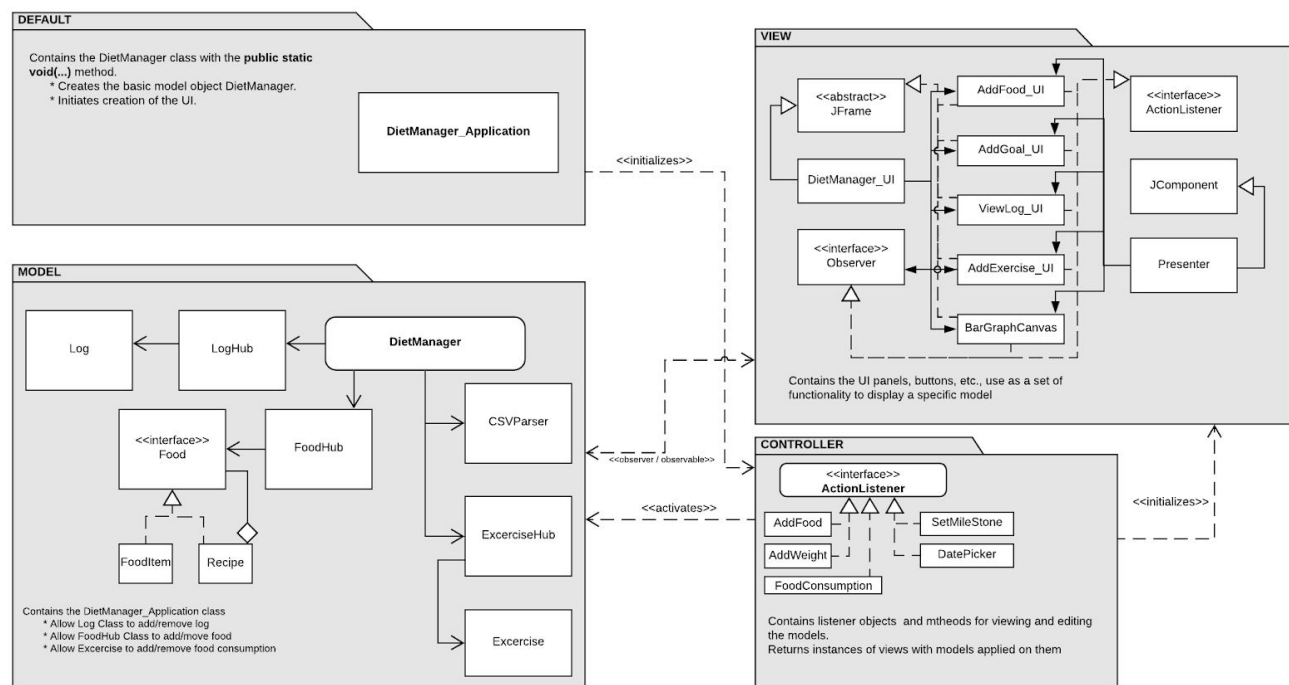 DEFAULT
Contains the DietManager class with the public static
void(...) method.
* Creates the basic model object DietManager.
* Initiates creation of the UI.
DietManager_Application
<<initializes>>
VIEW
<<abstract>>
JFrame
AddFood_UI
<<interface>>
ActionListener
AddGoal_UI
DietManager_UI
JComponent
ViewLog_UI
<<interface>>
Observer
AddExercise_UI
Presenter
BarGraphCanvas
Contains the UI panels, buttons, etc., use as a set of
functionality to display a specific model
MODEL
Log
LogHub
DietManager
CSVParser
<<interface>>
Food
FoodHub
ExcerciseHub
FoodItem
Recipe
Excercise
Contains the DietManager_Application class
* Allow Log Class to add/remove log
* Allow FoodHub Class to add/move food
* Allow Excercise to add/remove food consumption
<<observer / observable>>
<<activates>>
CONTROLLER
<<interface>>
ActionListener
AddFood
SetMileStone
AddWeight
DatePicker
FoodConsumption
Contains listener objects and mtheods for viewing and editing
the models.
Returns instances of views with models applied on them
<<initializes>>